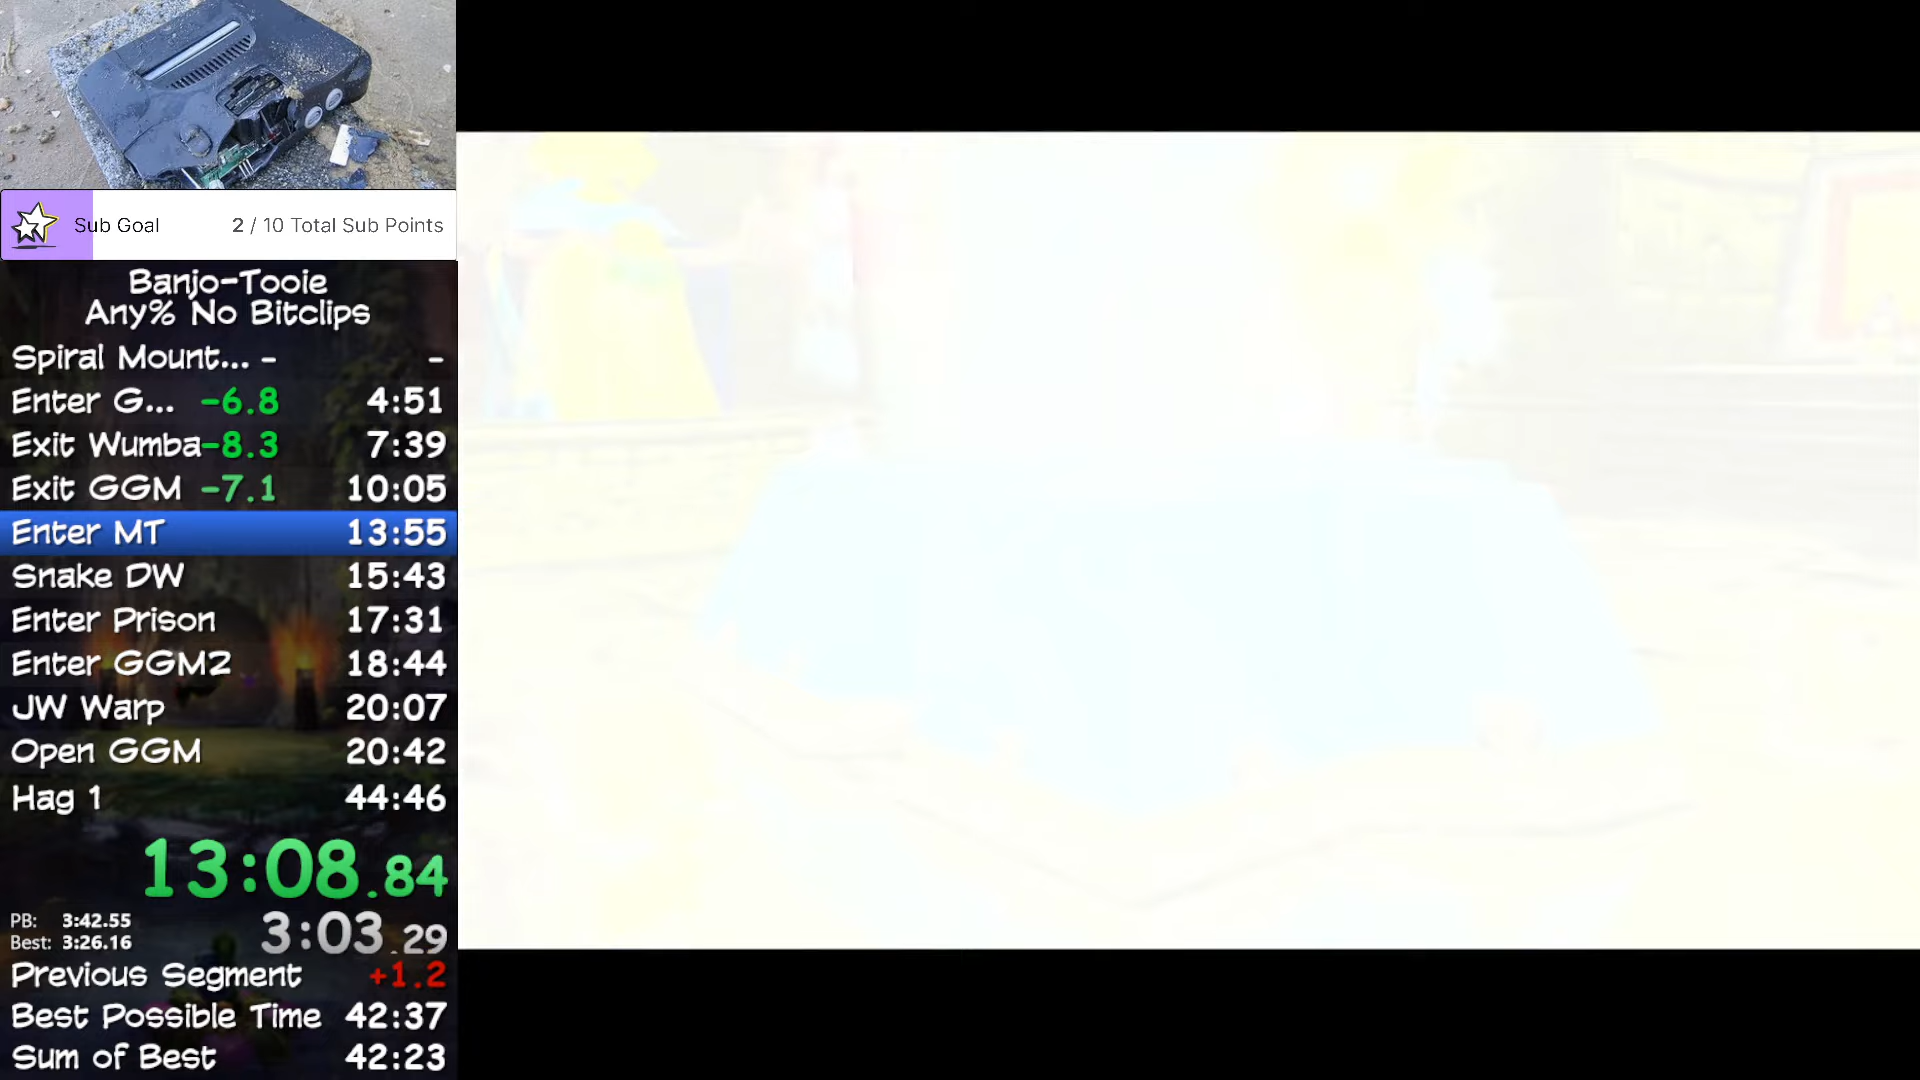 Sub Goal 2 / 10 Total Sub Points
Banjo-Tooie
Any% No Bitclips
Spiral Mount... - -
Enter G... -6.8 4:51
Exit Wumba -8.3 7:39
Exit GGM -7.1 10:05
Enter MT 13:55
Snake DW 15:43
Enter Prison 17:31
Enter GGM2 18:44
JW Warp 20:07
Open GGM 20:42
Hag 1 44:46
13:08.84
PB: 3:42.55
Best: 3:26.16
3:03.29
Previous Segment +1.2
Best Possible Time 42:37
Sum of Best 42:23